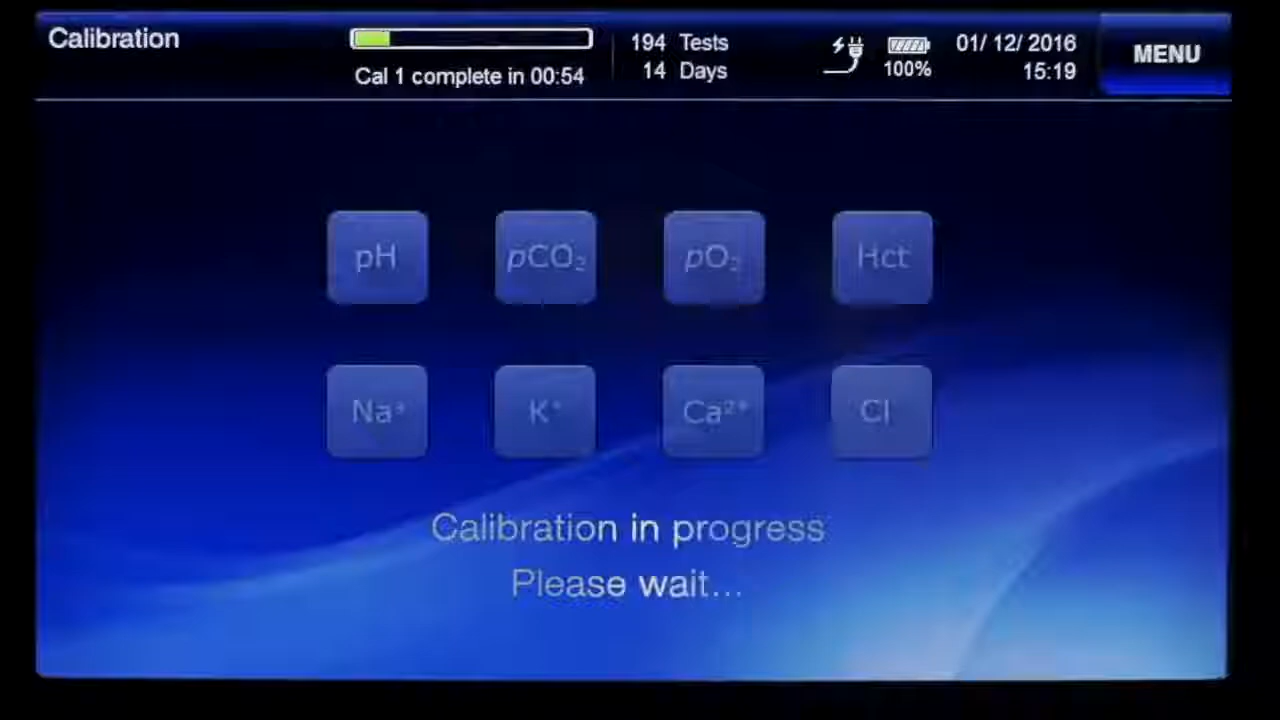 Calibration
Cal 1 complete in 00:54
194 Tests
14 Days
100%
01/ 12/ 2016
15:19
MENU
pH
pCO₂
pO₂
Hct
Na⁺
K⁺
Ca²⁺
Cl
Calibration in progress
Please wait...